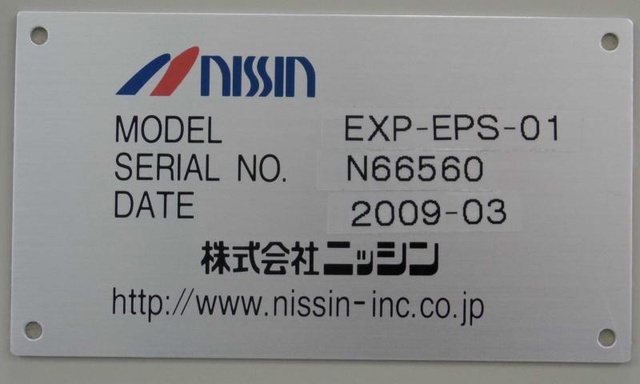 NISSIN
MODEL EXP-EPS-01
SERIAL NO. N66560
DATE 2009-03
株式会社ニッシン
http://www.nissin-inc.co.jp